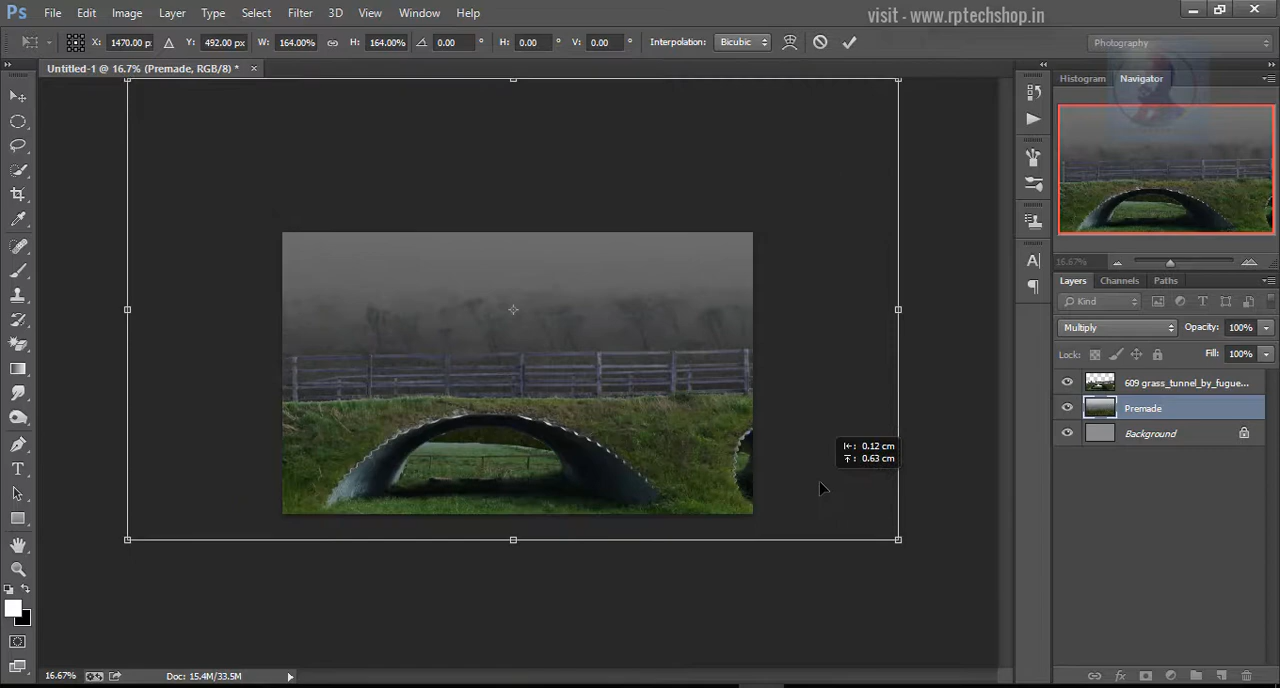 Ps File Edit Image Layer Type Select Filter 3D View Window Help
visit - www.rptechshop.in
X: 1470.00 p: Y: 492.00 px W: 164.00% H: 164.00% 0.00 ° H: 0.00 ° V: 0.00 ° Interpolation: Bicubic Photography
Untitled-1 @ 16.7% (Premade, RGB/8) * ×
Histogram Navigator
0.12 cm
0.63 cm
16.67%
Layers Channels Paths
Kind
Multiply Opacity: 100%
Lock: Fill: 100%
609 grass_tunnel_by_fugue...
Premade
Background
16.67% Doc: 15.4M/33.5M